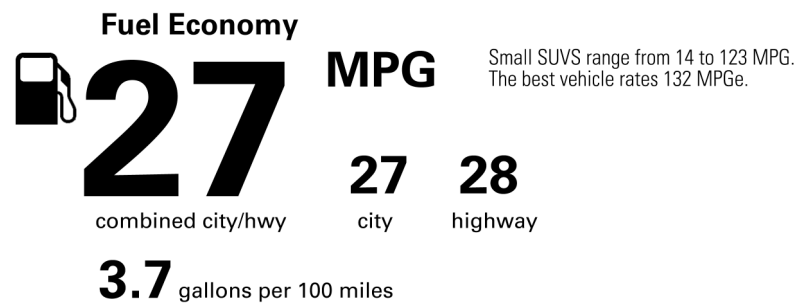 Fuel Economy
27
MPG
Small SUVS range from 14 to 123 MPG.
The best vehicle rates 132 MPGe.
combined city/hwy
27 city
28 highway
3.7 gallons per 100 miles